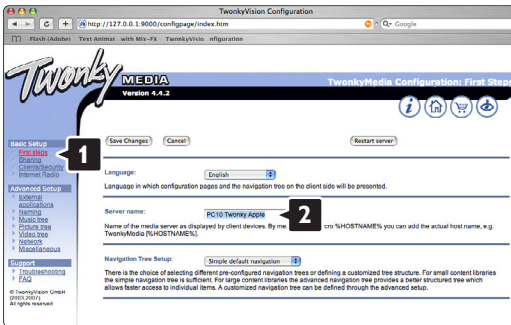 TwonkyVision Configuration
http://127.0.0.1:9000/configpage/index.htm
Google
Flash (Adobe) Text Animat with Mix-FX TwonkyVisio nfiguration
Twonky
MEDIA
Version 4.4.2
TwonkyMedia Configuration: First Steps
Save Changes
Cancel
Restart server
Basic Setup
First steps
1
Sharing
Clients/Security
Internet Radio
Advanced Setup
External
applications
Naming
Music tree
Picture tree
Video tree
Network
Miscellaneous
Support
Troubleshooting
FAQ
© TwonkyVision GmbH
(2003,2007)
All rights reserved
Language:
English
Language in which configuration pages and the navigation tree on the client side will be presented.
Server name:
PC10 Twonky Apple
2
Name of the media server as displayed by client devices. By me cro %HOSTNAME% you can add the actual host name, e.g.
TwonkyMedia [%HOSTNAME%].
Navigation Tree Setup:
Simple default navigation
There is the choice of selecting different pre-configured navigation trees or defining a customized tree structure. For small content libraries
the simple navigation tree is sufficient. For large content libraries the advanced navigation tree provides a better structured tree which
allows faster access to individual items. A customized navigation tree can be defined through the advanced setup.